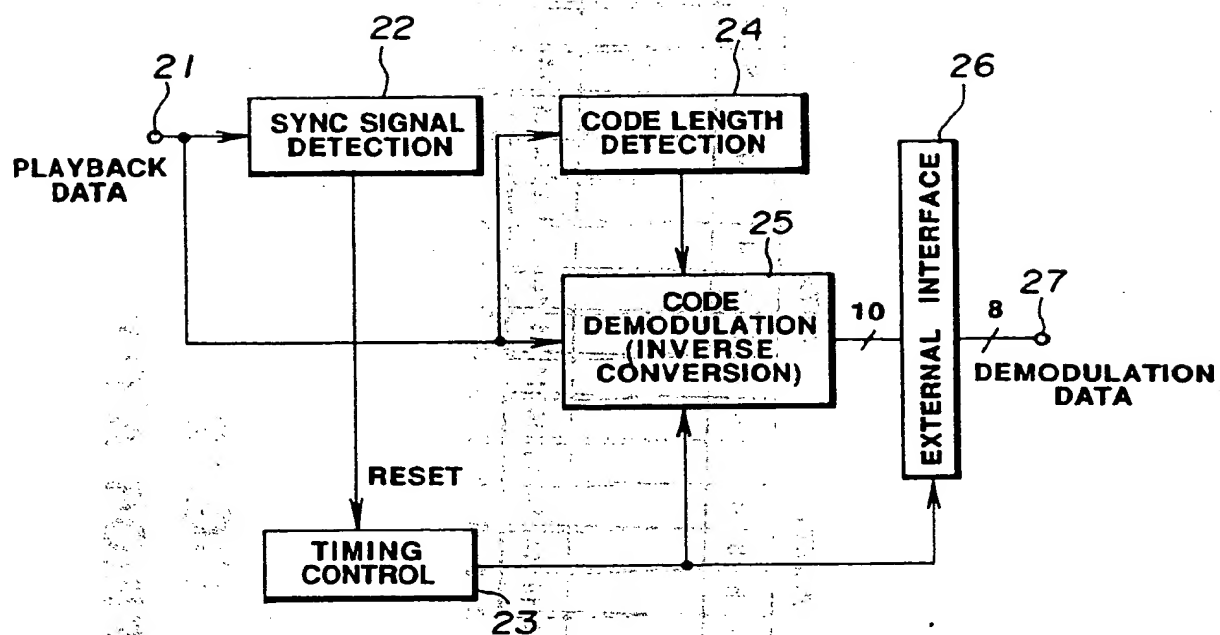 21
22
24
26
SYNC SIGNAL
DETECTION
CODE LENGTH
DETECTION
PLAYBACK
DATA
25
CODE
DEMODULATION
(INVERSE
CONVERSION)
10
EXTERNAL INTERFACE
8
27
DEMODULATION
DATA
RESET
TIMING
CONTROL
23